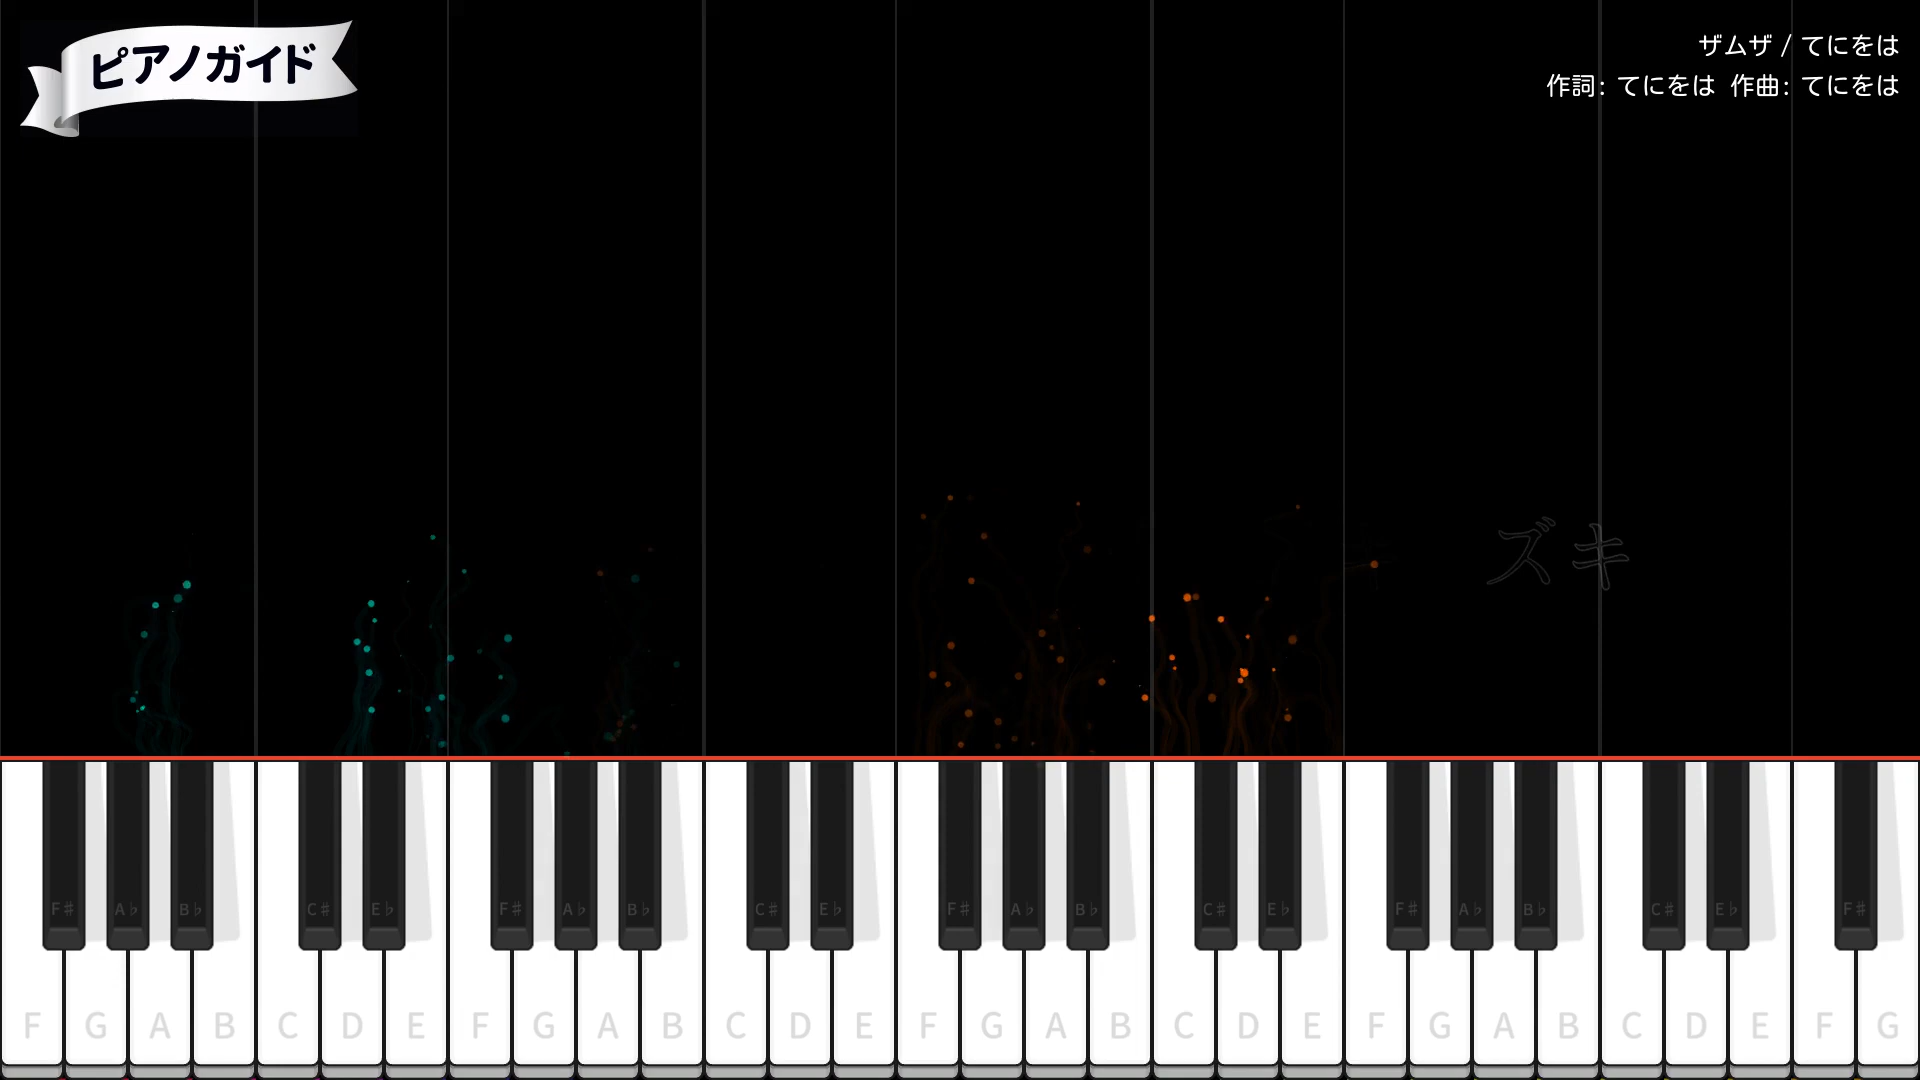 ピアノガイド
ザムザ / てにをは
作詞: てにをは 作曲: てにをは
ズキ
F♯ A♭ B♭ C♯ E♭ F♯ A♭ B♭ C♯ E♭ F♯ A♭ B♭ C♯ E♭ F♯ A♭ B♭ C♯ E♭ F♯
F G A B C D E F G A B C D E F G A B C D E F G A B C D E F G